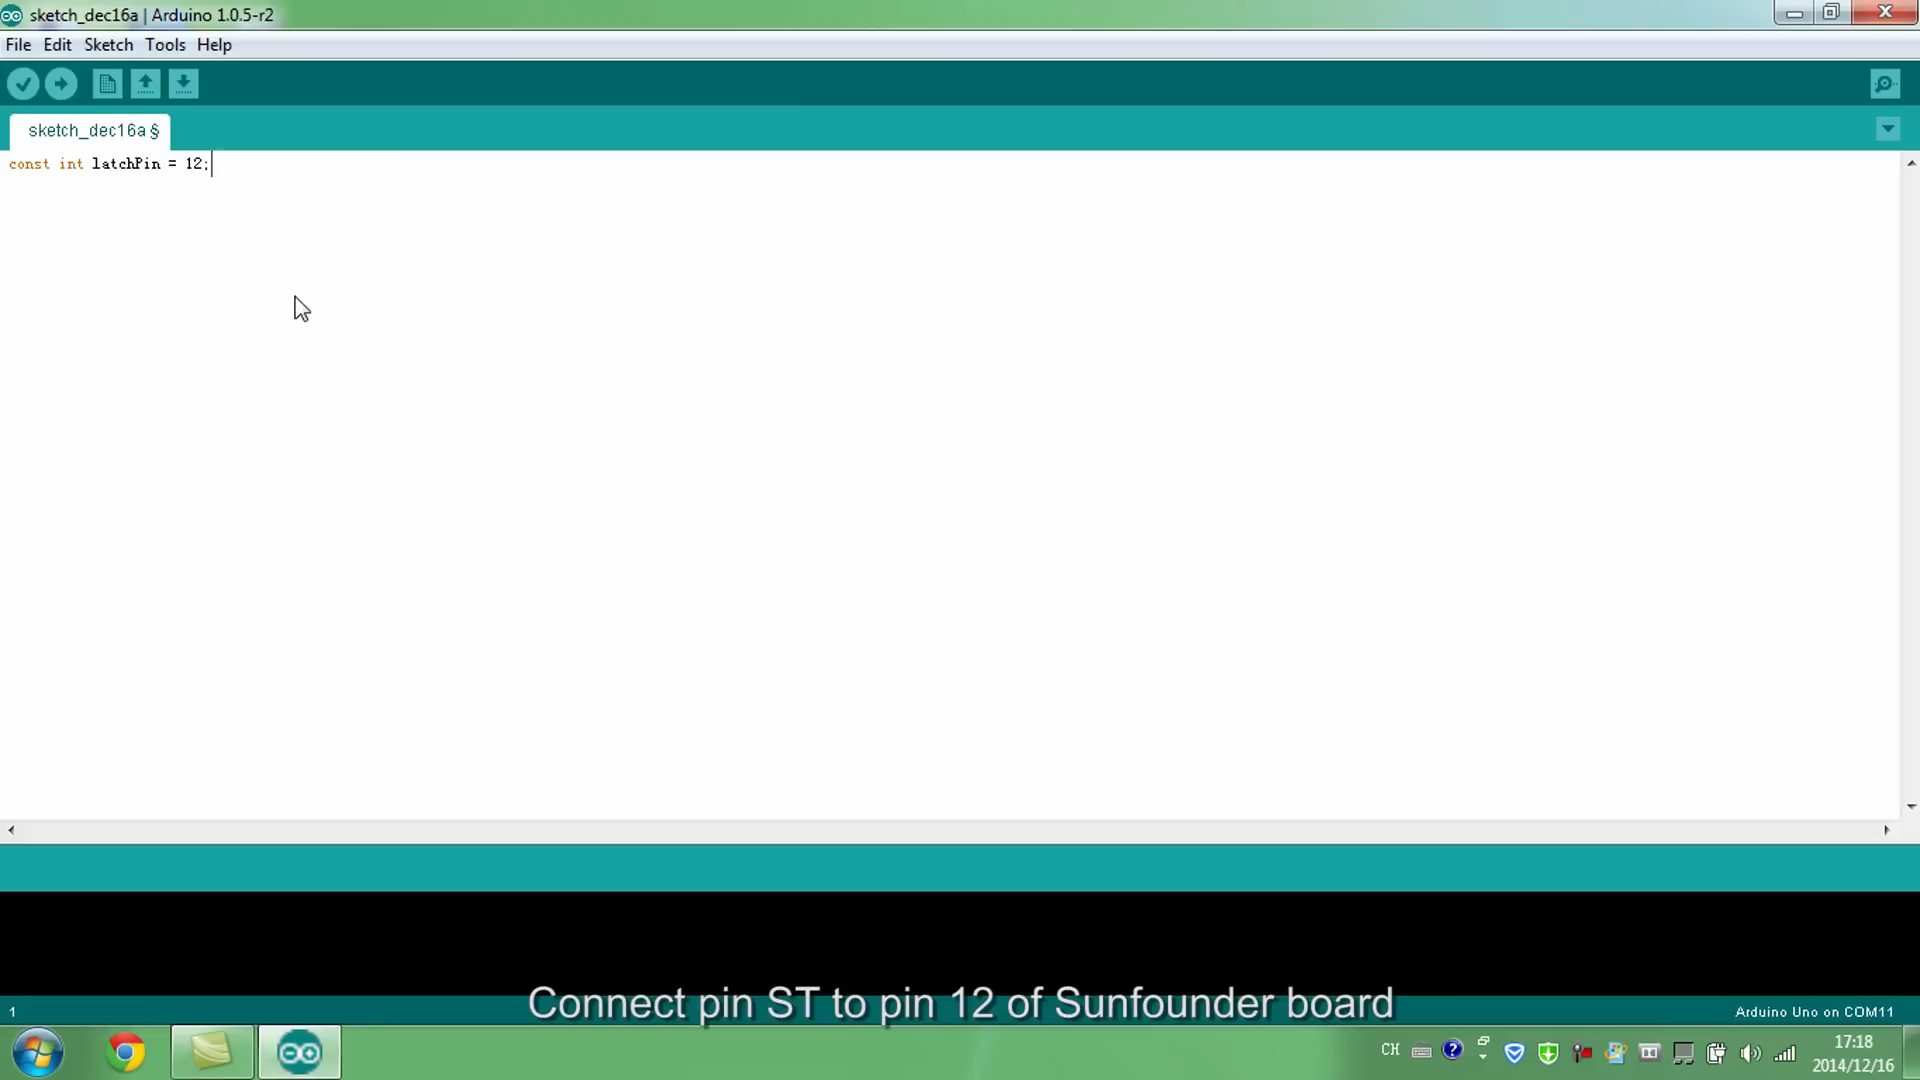 sketch_dec16a | Arduino 1.0.5-r2
File Edit Sketch Tools Help
sketch_dec16a §
const int latchPin = 12;
Connect pin ST to pin 12 of Sunfounder board
1
Arduino Uno on COM11
CH
17:18
2014/12/16